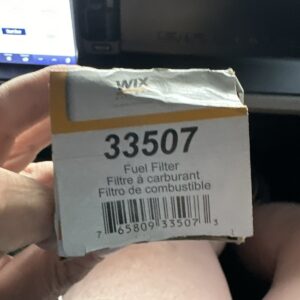 WIX
33507
Fuel Filter
Filtre à carburant
Filtro de combustible
7 65809 33507 3